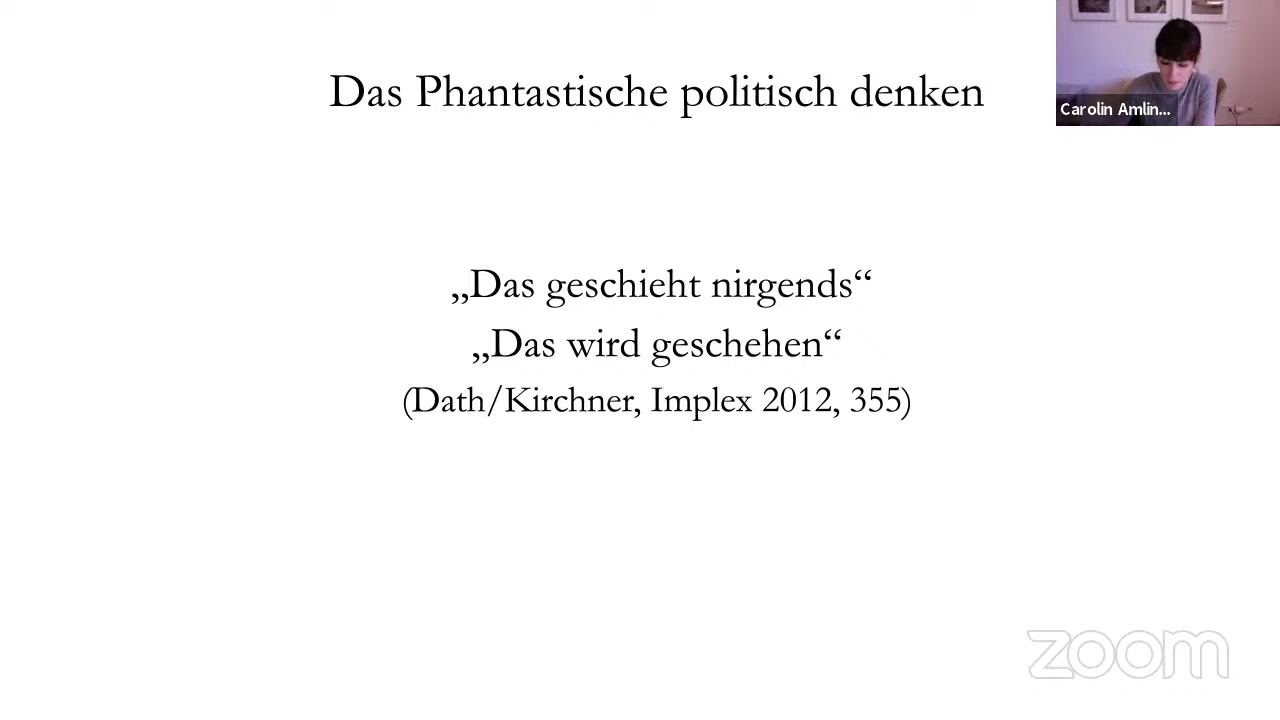 Das Phantastische politisch denken
Carolin Amlin...
„Das geschieht nirgends“
„Das wird geschehen“
(Dath/Kirchner, Implex 2012, 355)
zoom